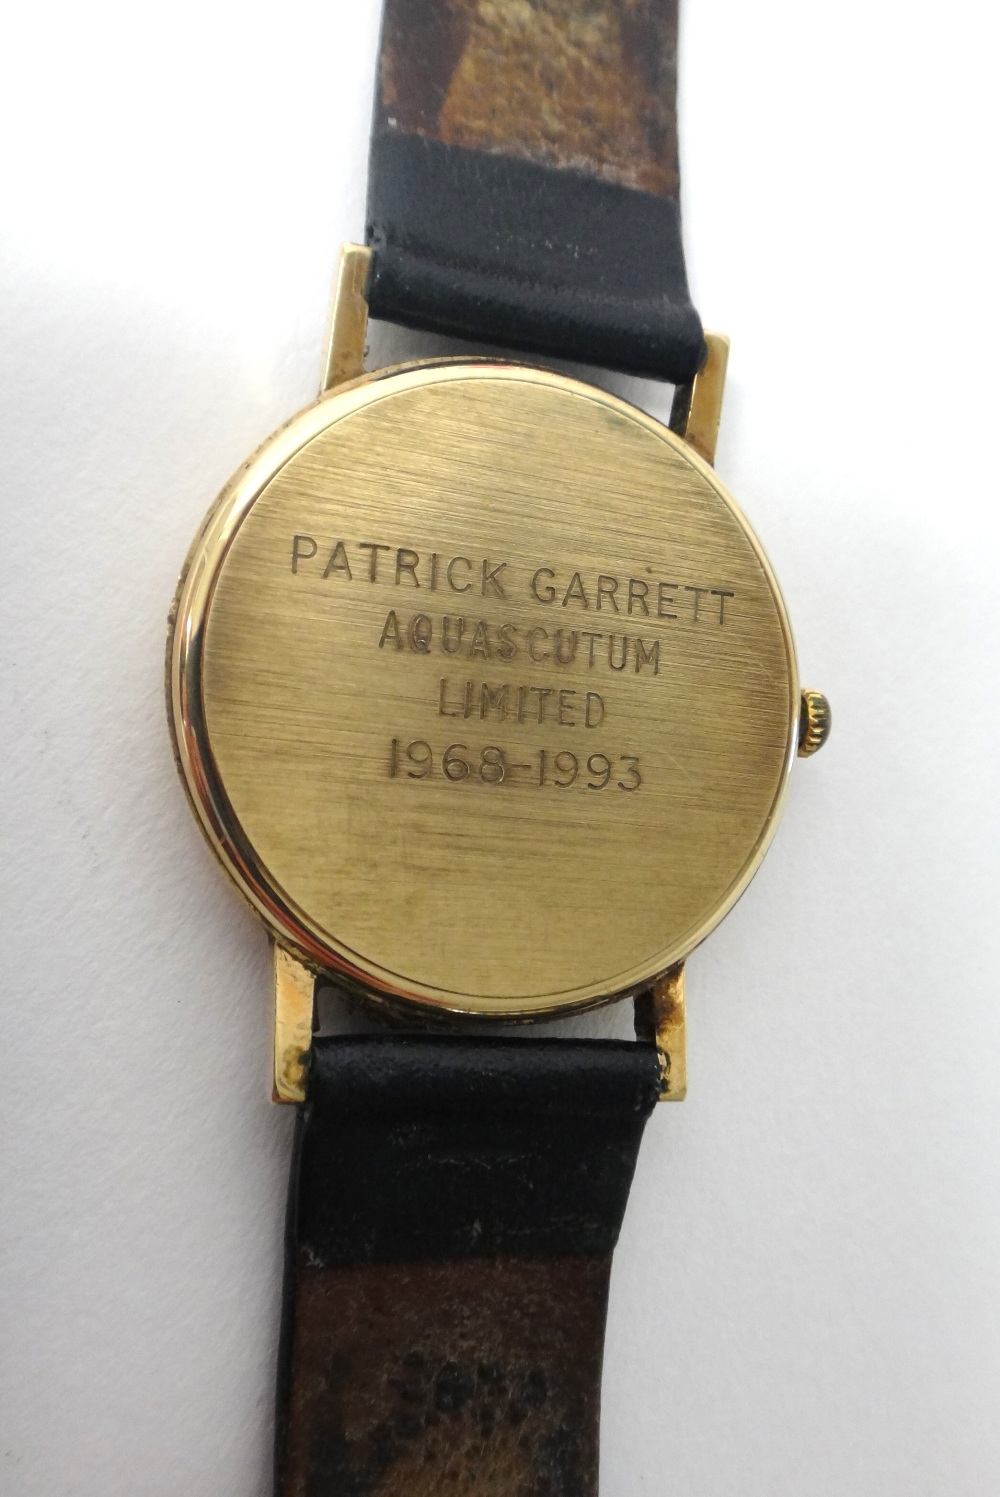 PATRICK GARRETT
AQUASCUTUM
LIMITED
1968-1993